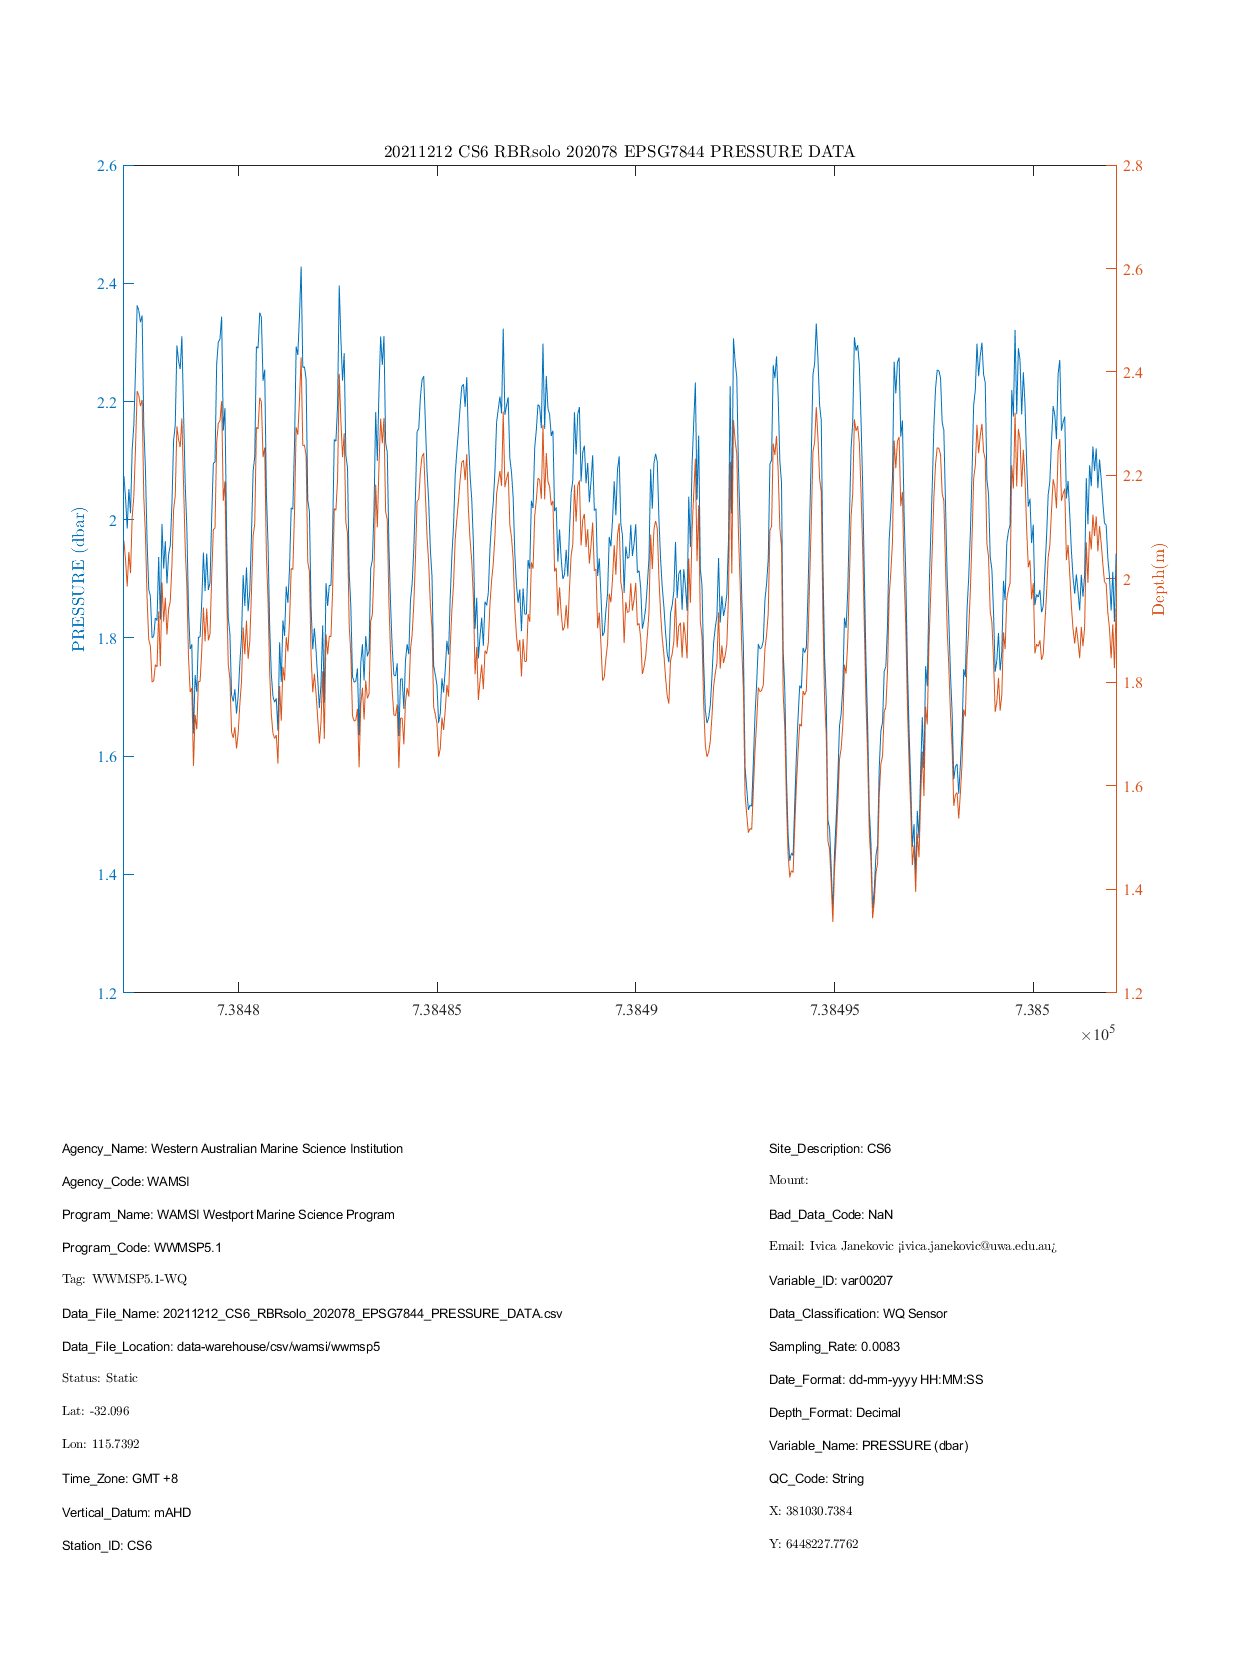 20211212 CS6 RBRsolo 202078 EPSG7844 PRESSURE DATA
2.6
2.4
2.2
2
1.8
1.6
1.4
1.2
PRESSURE (dbar)
2.8
2.6
2.4
2.2
2
1.8
1.6
1.4
1.2
Depth(m)
7.3848 7.38485 7.3849 7.38495 7.385
×10⁵
Agency_Name: Western Australian Marine Science Institution
Agency_Code: WAMSI
Program_Name: WAMSI Westport Marine Science Program
Program_Code: WWMSP5.1
Tag: WWMSP5.1-WQ
Data_File_Name: 20211212_CS6_RBRsolo_202078_EPSG7844_PRESSURE_DATA.csv
Data_File_Location: data-warehouse/csv/wamsi/wwmsp5
Status: Static
Lat: -32.096
Lon: 115.7392
Time_Zone: GMT +8
Vertical_Datum: mAHD
Station_ID: CS6
Site_Description: CS6
Mount:
Bad_Data_Code: NaN
Email: Ivica Janekovic ¡ivica.janekovic@uwa.edu.au¿
Variable_ID: var00207
Data_Classification: WQ Sensor
Sampling_Rate: 0.0083
Date_Format: dd-mm-yyyy HH:MM:SS
Depth_Format: Decimal
Variable_Name: PRESSURE (dbar)
QC_Code: String
X: 381030.7384
Y: 6448227.7762